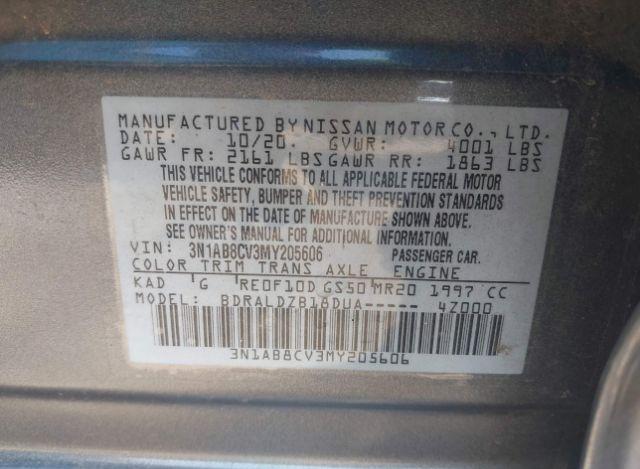 MANUFACTURED BY NISSAN MOTOR CO., LTD.
DATE: 10/20. GVWR: 4001 LBS
GAWR FR: 2161 LBS GAWR RR: 1863 LBS
THIS VEHICLE CONFORMS TO ALL APPLICABLE FEDERAL MOTOR
VEHICLE SAFETY, BUMPER AND THEFT PREVENTION STANDARDS
IN EFFECT ON THE DATE OF MANUFACTURE SHOWN ABOVE.
SEE OWNER'S MANUAL FOR ADDITIONAL INFORMATION.
VIN: 3N1AB8CV3MY205606 PASSENGER CAR.
COLOR TRIM TRANS AXLE ENGINE
KAD G RE0F10D GS50 MR20 1997 CC
MODEL: BDRALDZB18DUA----- 4Z000
3N1AB8CV3MY205606